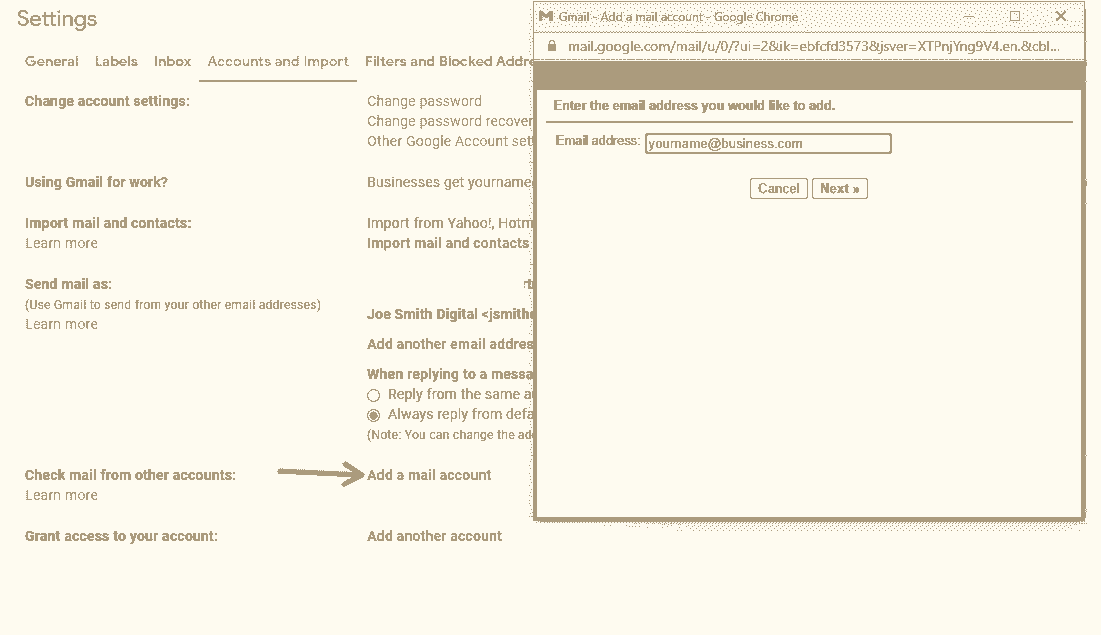 Settings
General Labels Inbox Accounts and Import Filters and Blocked Addre
Change account settings:
Change password
Change password recover
Other Google Account set
Using Gmail for work?
Businesses get yourname
Import mail and contacts:
Learn more
Import from Yahoo!, Hotm
Import mail and contacts
Send mail as:
(Use Gmail to send from your other email addresses)
Learn more
Joe Smith Digital <jsmith
Add another email addres
When replying to a messa
Reply from the same a
Always reply from defa
(Note: You can change the add
Check mail from other accounts:
Learn more
Add a mail account
Grant access to your account:
Add another account
Gmail - Add a mail account - Google Chrome
mail.google.com/mail/u/0/?ui=2&ik=ebfcfd3573&jsver=XTPnjYng9V4.en.&cbl...
Enter the email address you would like to add.
Email address: yourname@business.com
Cancel Next »